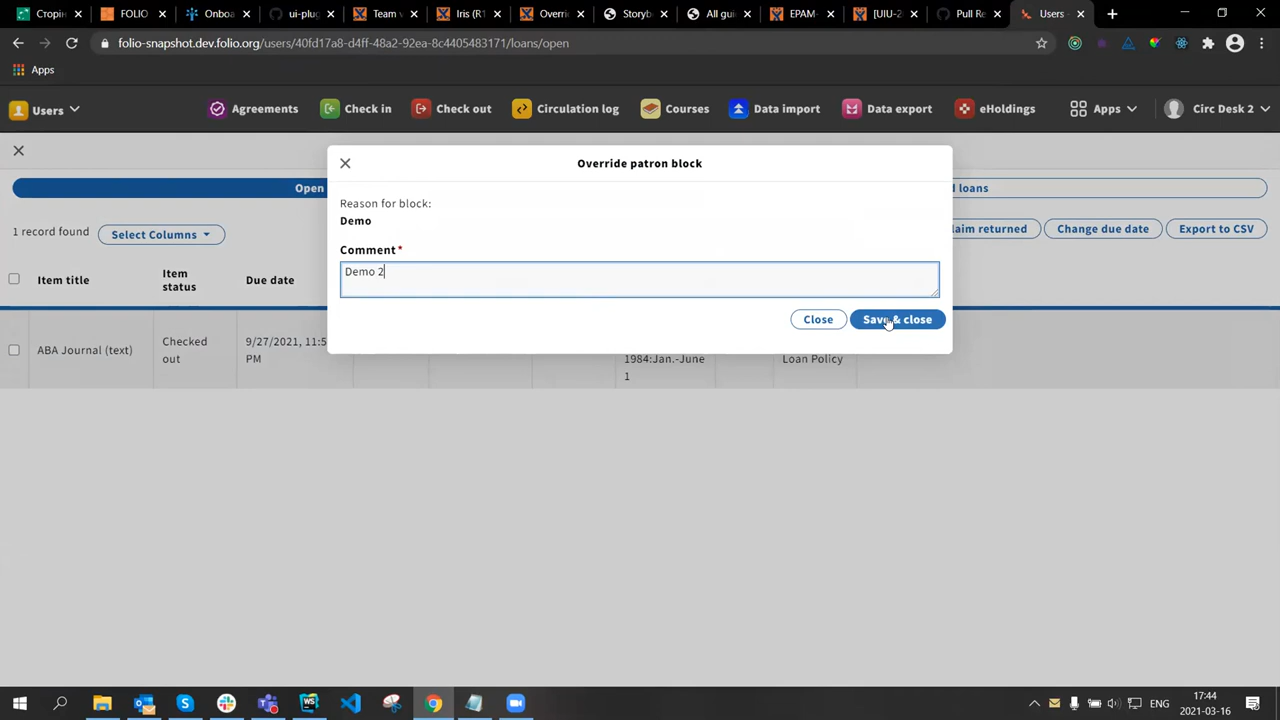 Cropin
FOLIO
Onboa
ui-plug
Team v
Iris (R1
Overri
Storyb
All gui
EPAM-
[UIU-2
Pull Re
Users -
folio-snapshot.dev.folio.org/users/40fd17a8-d4ff-48a2-92ea-8c4405483171/loans/open
Apps
Users
Agreements
Check in
Check out
Circulation log
Courses
Data import
Data export
eHoldings
Apps
Circ Desk 2
Override patron block
Reason for block:
Demo
Comment*
Demo 2
Close
Save & close
Open
d loans
1 record found
Select Columns
laim returned
Change due date
Export to CSV
Item title
Item status
Due date
ABA Journal (text)
Checked out
9/27/2021, 11:5
PM
1984:Jan.-June
1
Loan Policy
ENG
17:44
2021-03-16